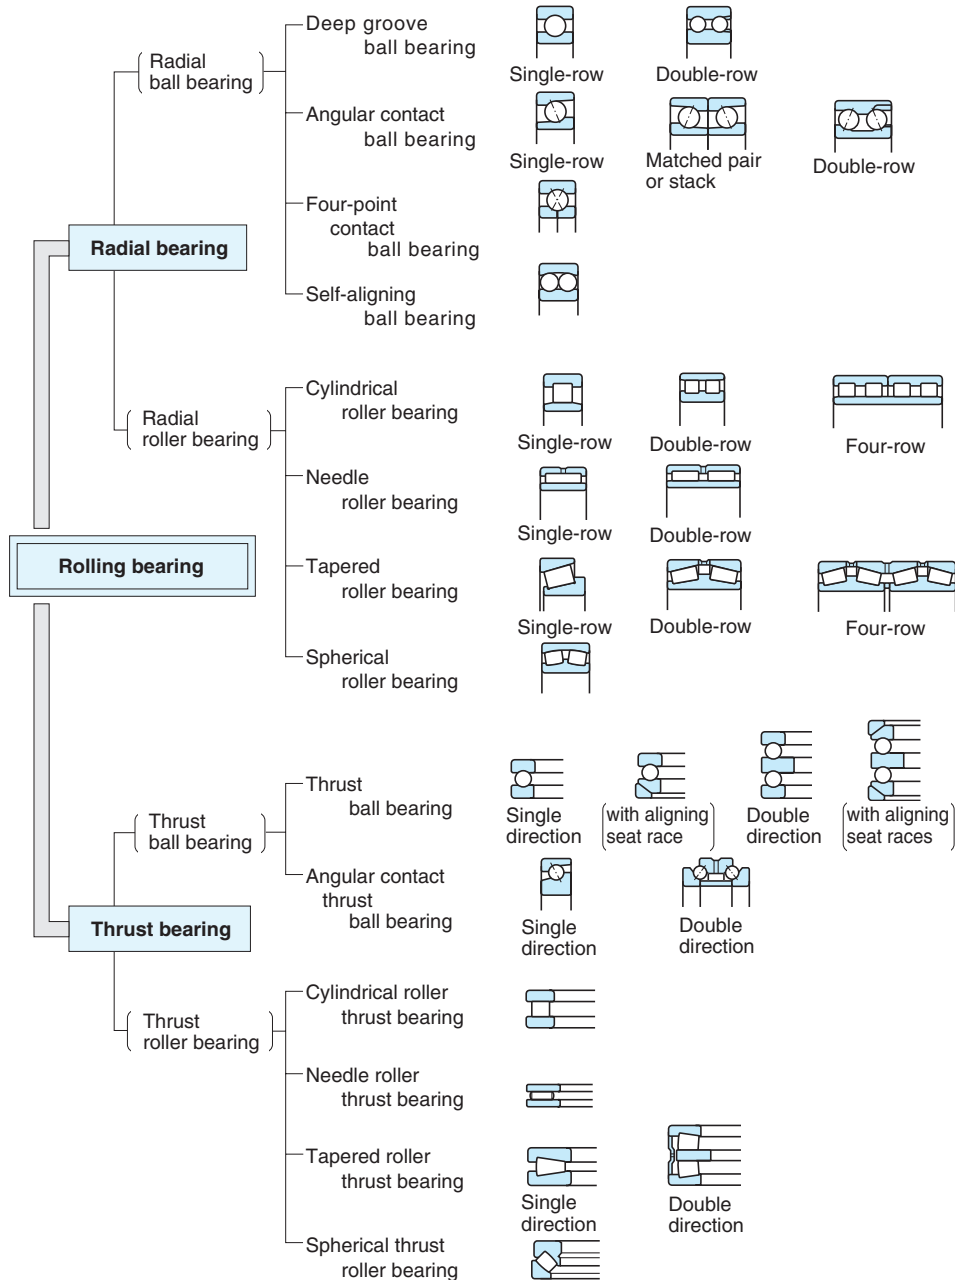 Deep groove
ball bearing
Radial
ball bearing
Single-row
Double-row
Angular contact
ball bearing
Single-row
Matched pair
or stack
Double-row
Four-point
contact
ball bearing
Radial bearing
Self-aligning
ball bearing
Cylindrical
roller bearing
Radial
roller bearing
Single-row
Double-row
Four-row
Needle
roller bearing
Single-row
Double-row
Rolling bearing
Tapered
roller bearing
Single-row
Double-row
Four-row
Spherical
roller bearing
Thrust
ball bearing
Thrust
ball bearing
Single
direction
(with aligning
seat race)
Double
direction
(with aligning
seat races)
Angular contact
thrust
ball bearing
Single
direction
Double
direction
Thrust bearing
Cylindrical roller
thrust bearing
Thrust
roller bearing
Needle roller
thrust bearing
Tapered roller
thrust bearing
Single
direction
Double
direction
Spherical thrust
roller bearing